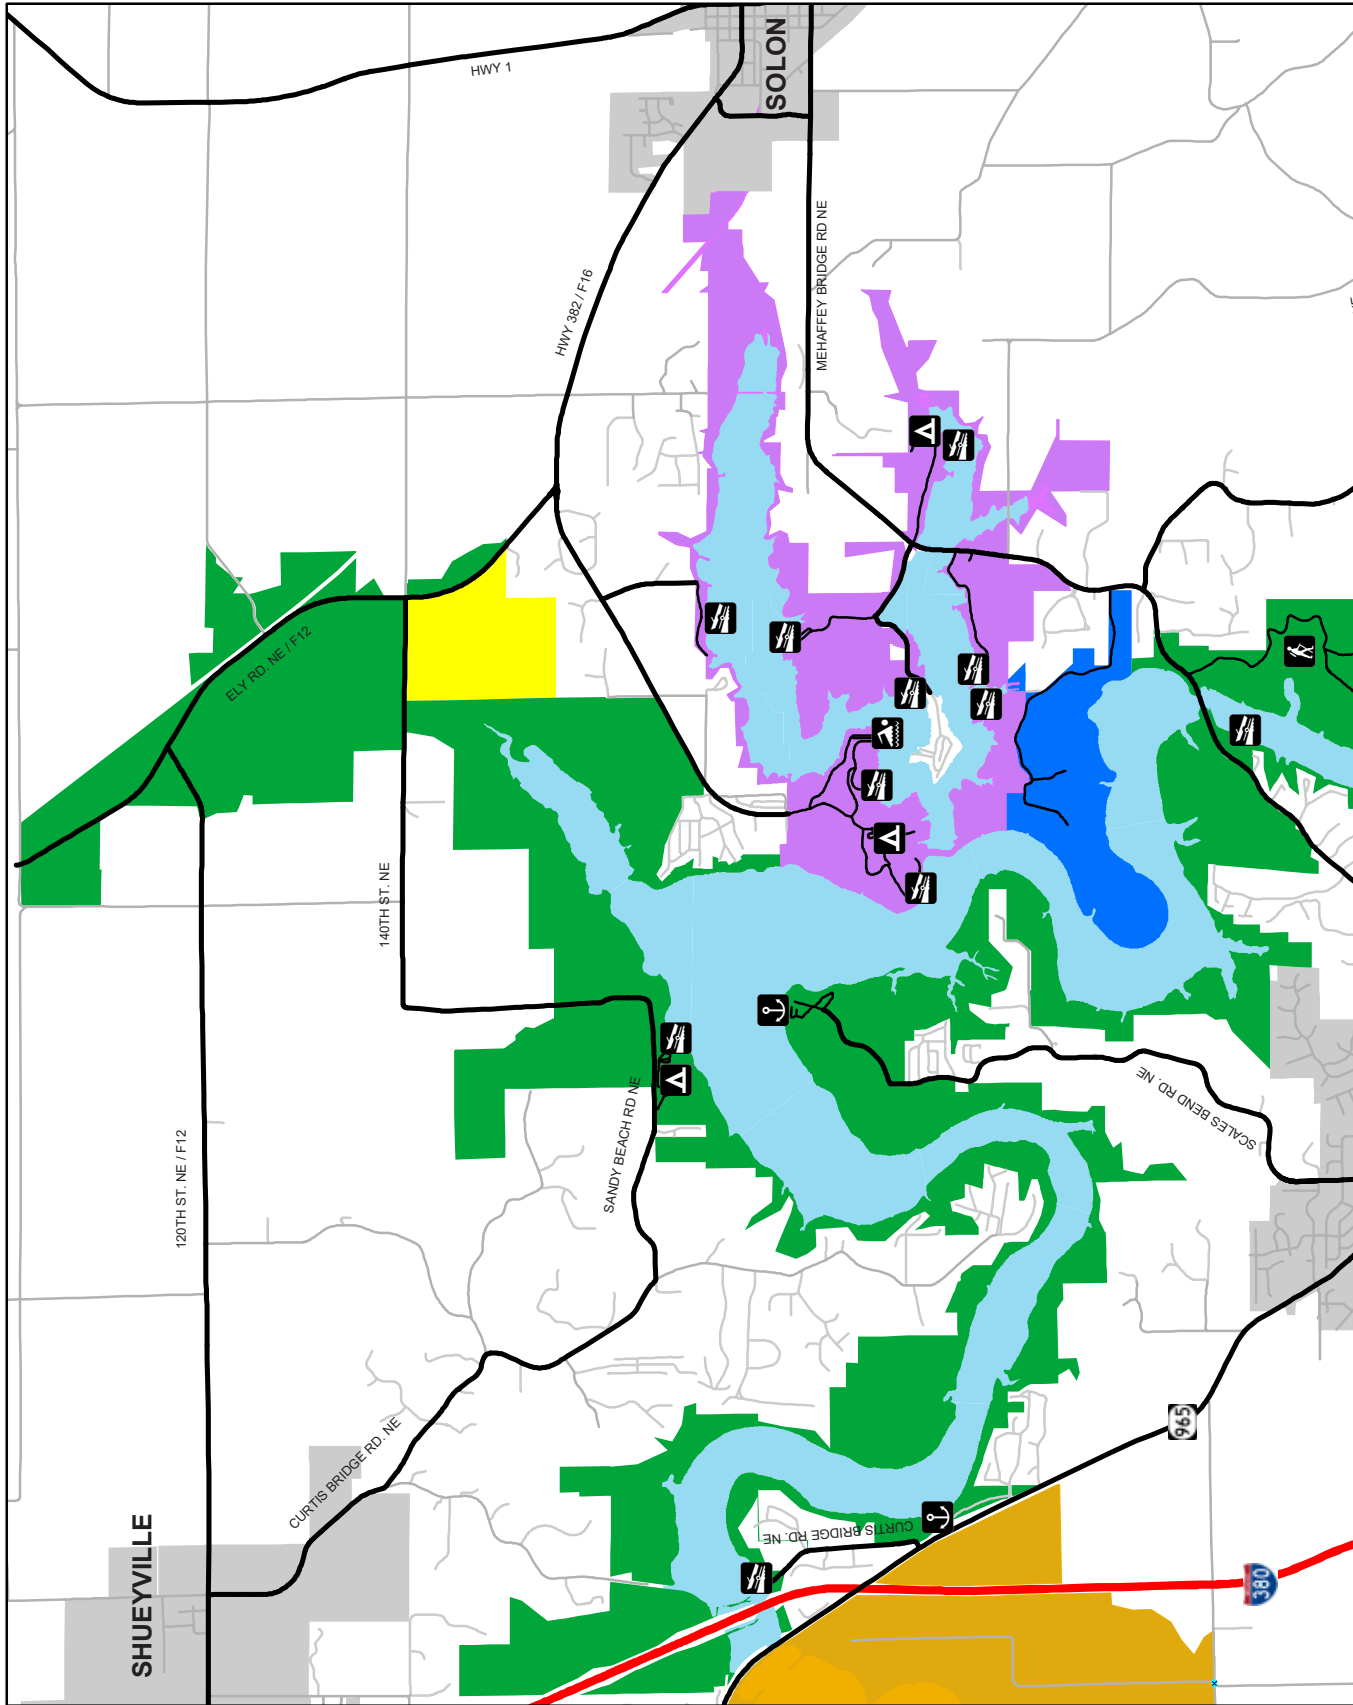 SOLON
HWY 1
HWY 382 / F16
MEHAFFEY BRIDGE RD NE
ELY RD. NE / F12
140TH ST. NE
120TH ST. NE / F12
SANDY BEACH RD NE
SCALES BEND RD. NE
CURTIS BRIDGE RD. NE
965
CURTIS BRIDGE RD. NE
SHUEYVILLE
380